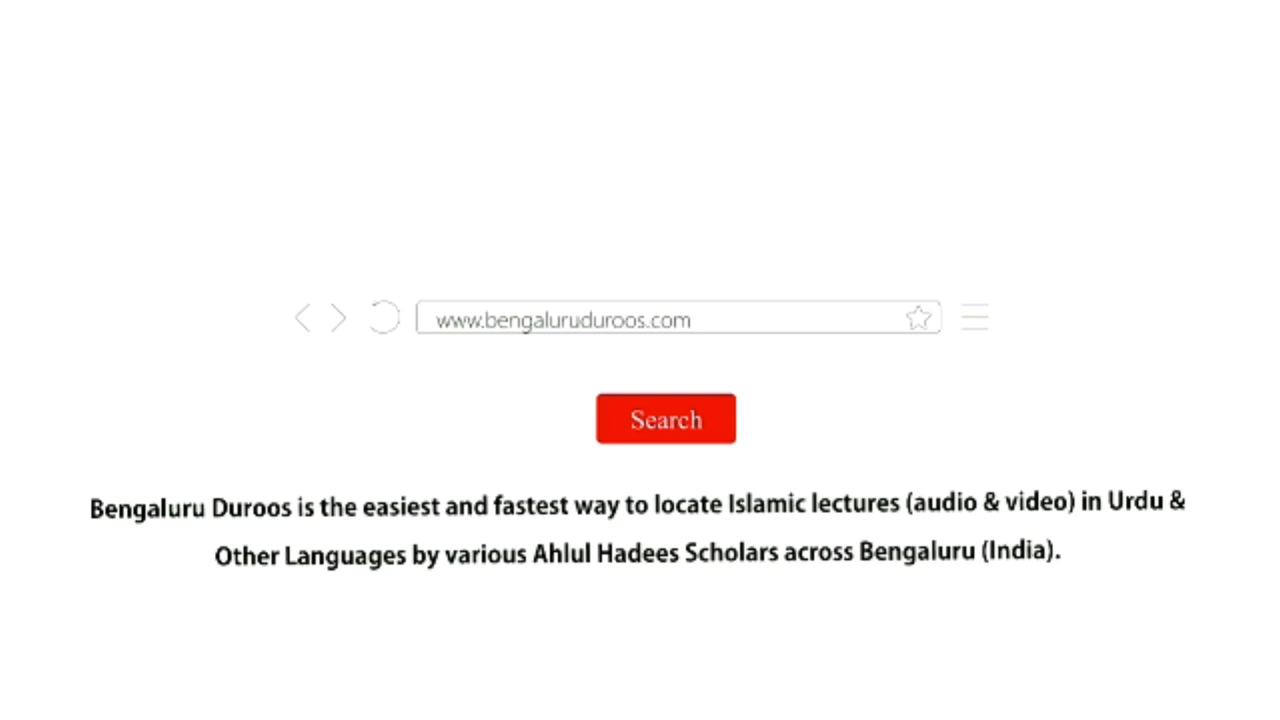 www.bengaluruduroos.com
Search
Bengaluru Duroos is the easiest and fastest way to locate Islamic lectures (audio & video) in Urdu &
Other Languages by various Ahlul Hadees Scholars across Bengaluru (India).